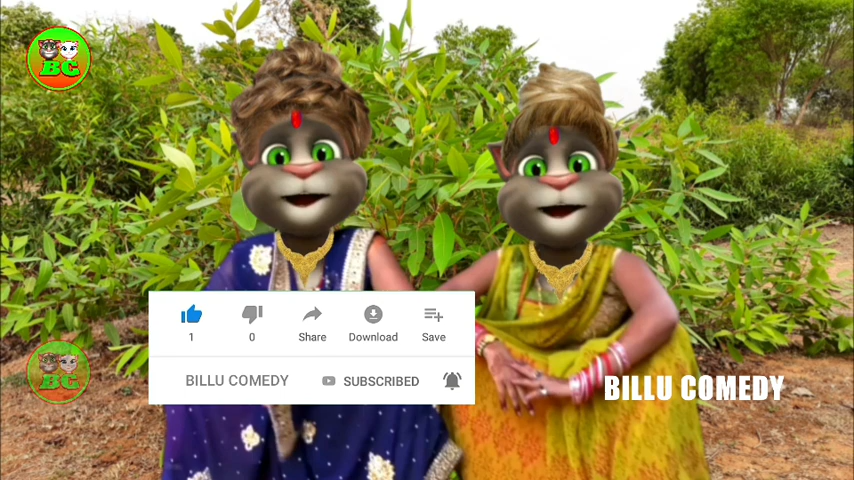 BC
1
0
Share
Download
Save
BILLU COMEDY
SUBSCRIBED
BC
BILLU COMEDY